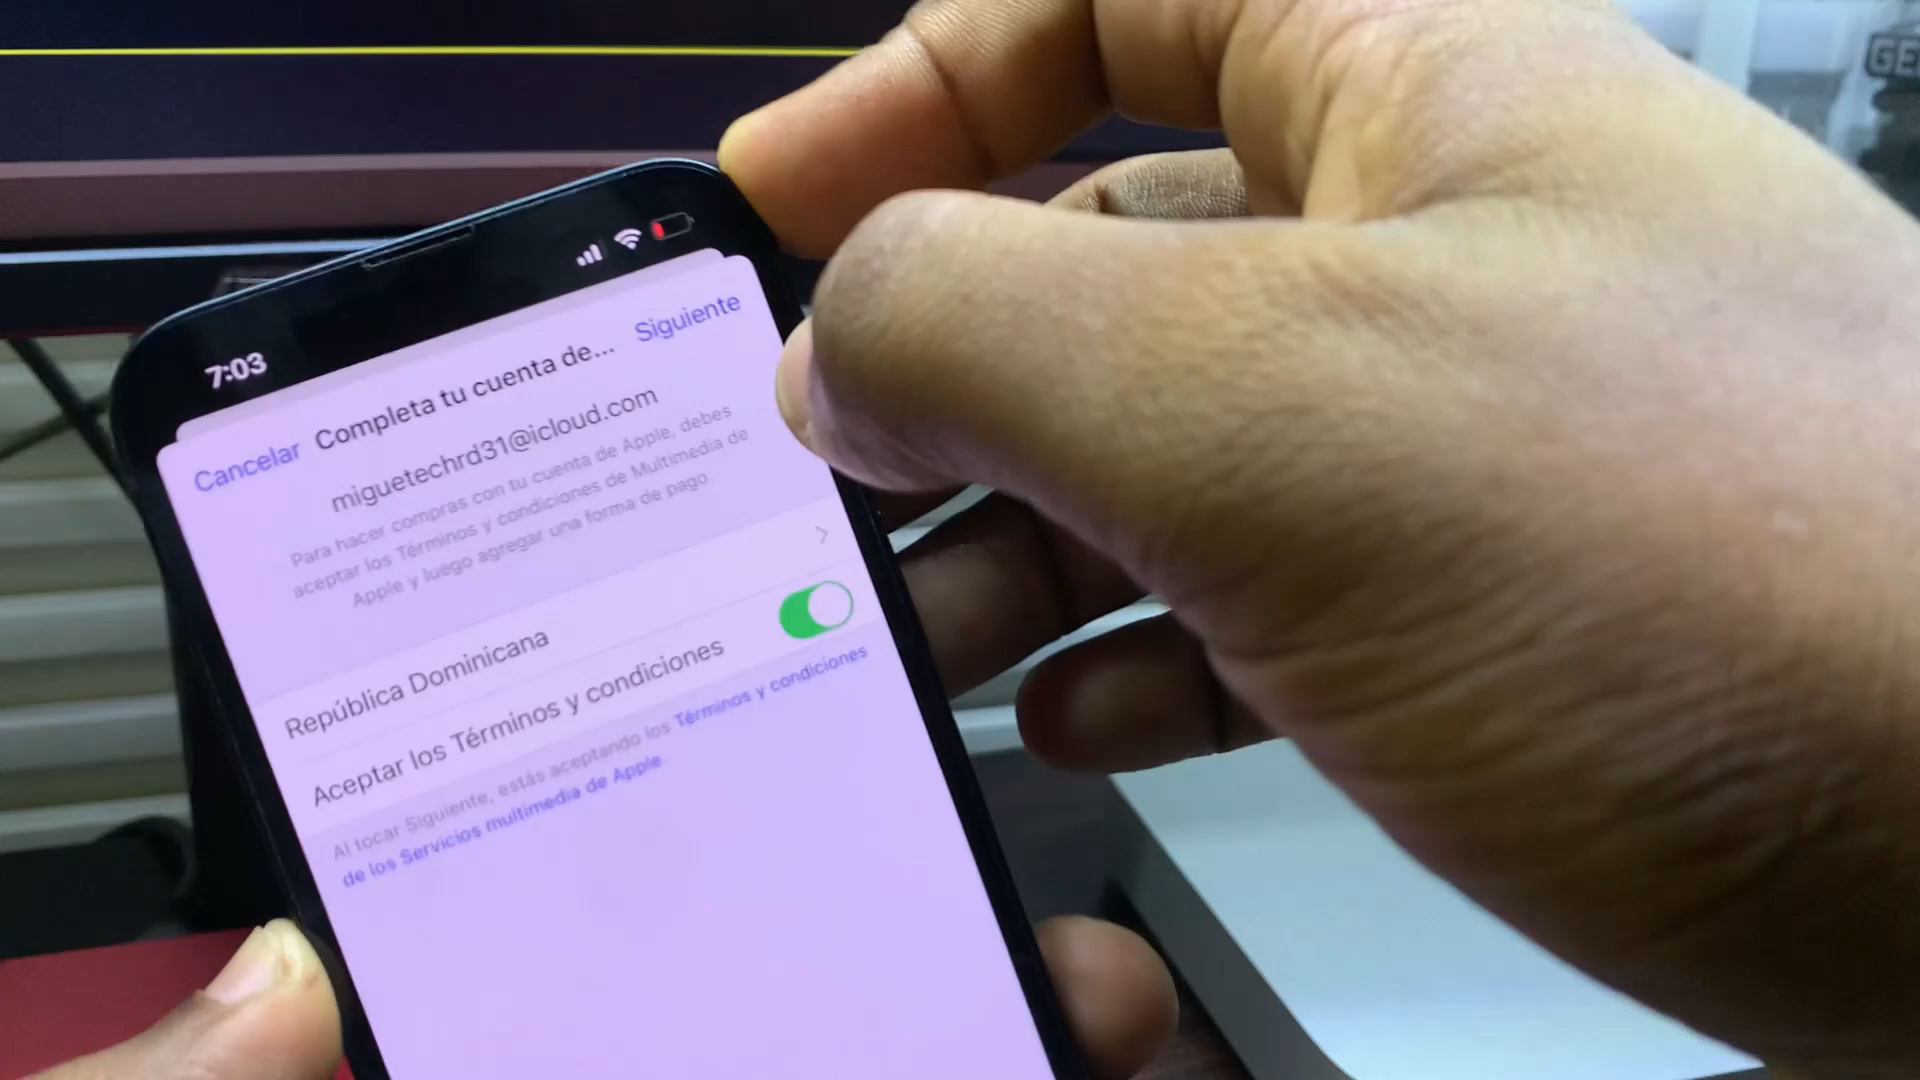 7:03
Cancelar
Completa tu cuenta de...
Siguiente
miguetechrd31@icloud.com
Para hacer compras con tu cuenta de Apple, debes
aceptar los Términos y condiciones de Multimedia de
Apple y luego agregar una forma de pago
República Dominicana
Aceptar los Términos y condiciones
Al tocar Siguiente, estás aceptando los Términos y condiciones
de los Servicios multimedia de Apple.